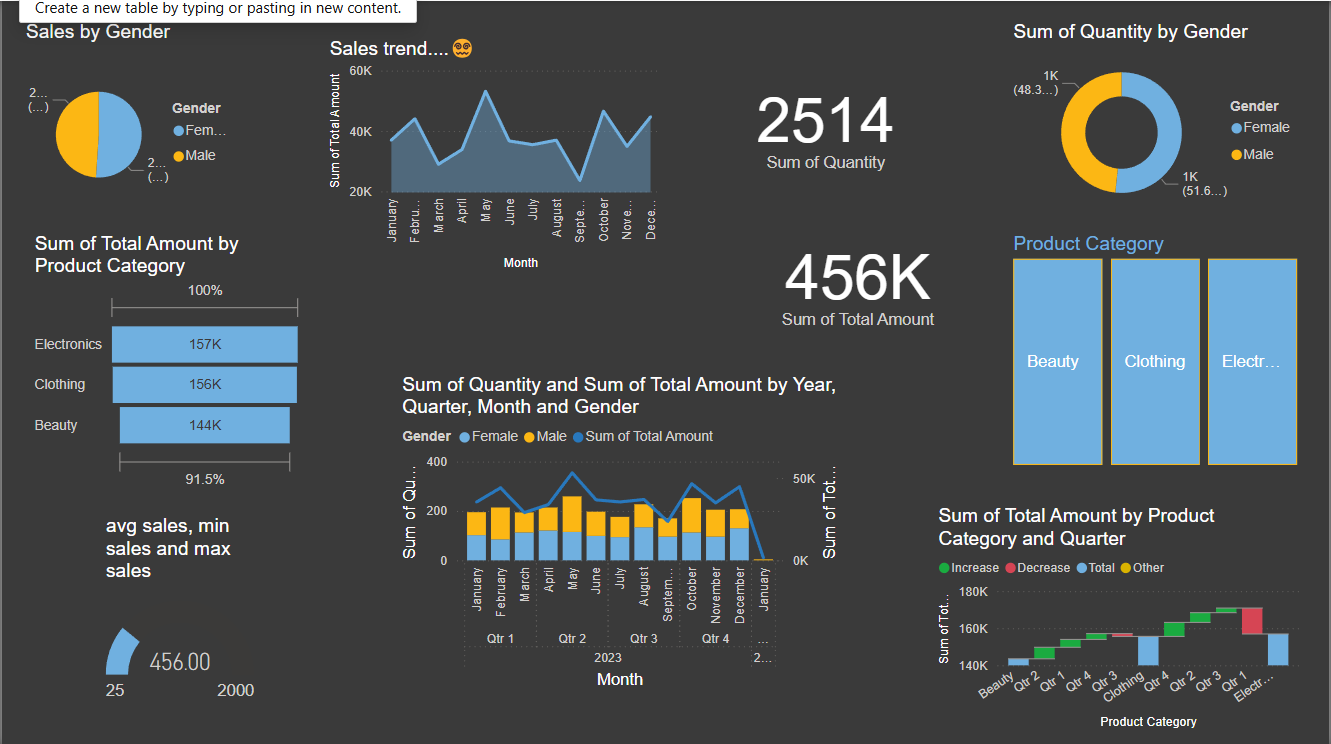 Create a new table by typing or pasting in new content.
Sales by Gender
2...
(...)
2...
(...)
Gender
Fem...
Male
Sales trend.... 😵‍💫
Sum of Total Amount
60K
40K
20K
January
Febru...
March
April
May
June
July
August
Septe...
October
Nove...
Dece...
Month
2514
Sum of Quantity
456K
Sum of Total Amount
Sum of Quantity by Gender
1K
(48.3...)
1K
(51.6...)
Gender
Female
Male
Sum of Total Amount by
Product Category
100%
Electronics 157K
Clothing 156K
Beauty 144K
91.5%
Product Category
Beauty Clothing Electr...
Sum of Quantity and Sum of Total Amount by Year,
Quarter, Month and Gender
Gender Female Male Sum of Total Amount
Sum of Qu...
400
200
0
50K
0K
Sum of Tot...
January
February
March
April
May
June
July
August
Septem...
October
November
December
January
Qtr 1 Qtr 2 Qtr 3 Qtr 4 ...
2023 2...
Month
avg sales, min
sales and max
sales
456.00
25 2000
Sum of Total Amount by Product
Category and Quarter
Increase Decrease Total Other
Sum of Tot...
180K
160K
140K
Beauty
Qtr 2
Qtr 1
Qtr 4
Qtr 3
Clothing
Qtr 4
Qtr 2
Qtr 3
Qtr 1
Electr...
Product Category